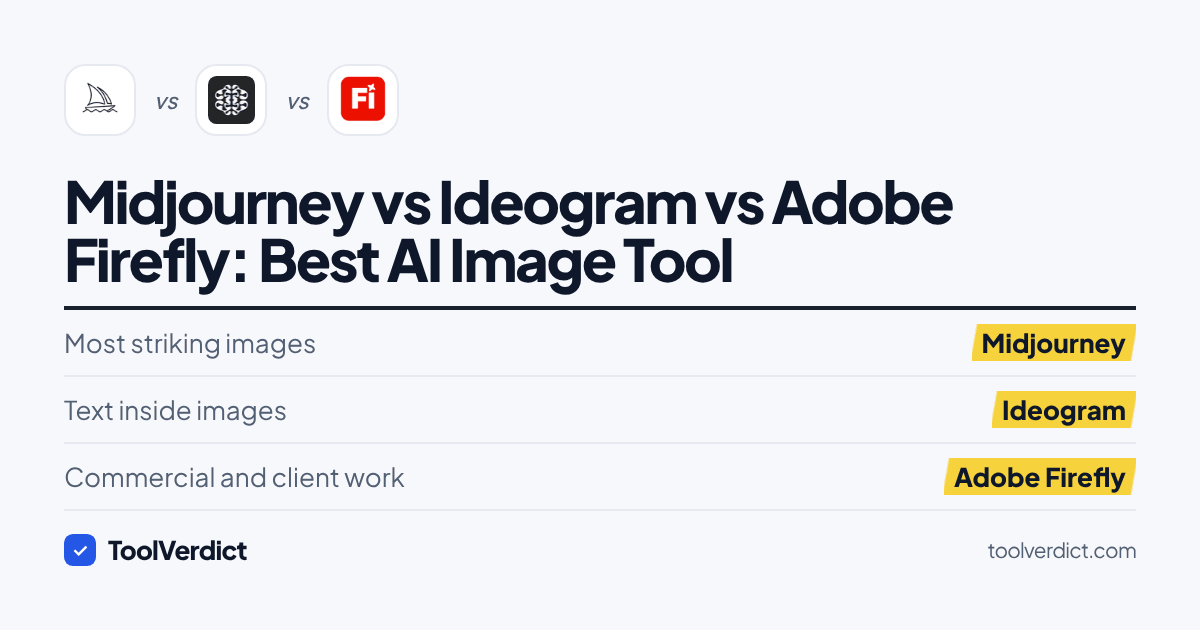 vs vs Fi
Midjourney vs Ideogram vs Adobe
Firefly: Best AI Image Tool
Most striking images Midjourney
Text inside images Ideogram
Commercial and client work Adobe Firefly
ToolVerdict toolverdict.com